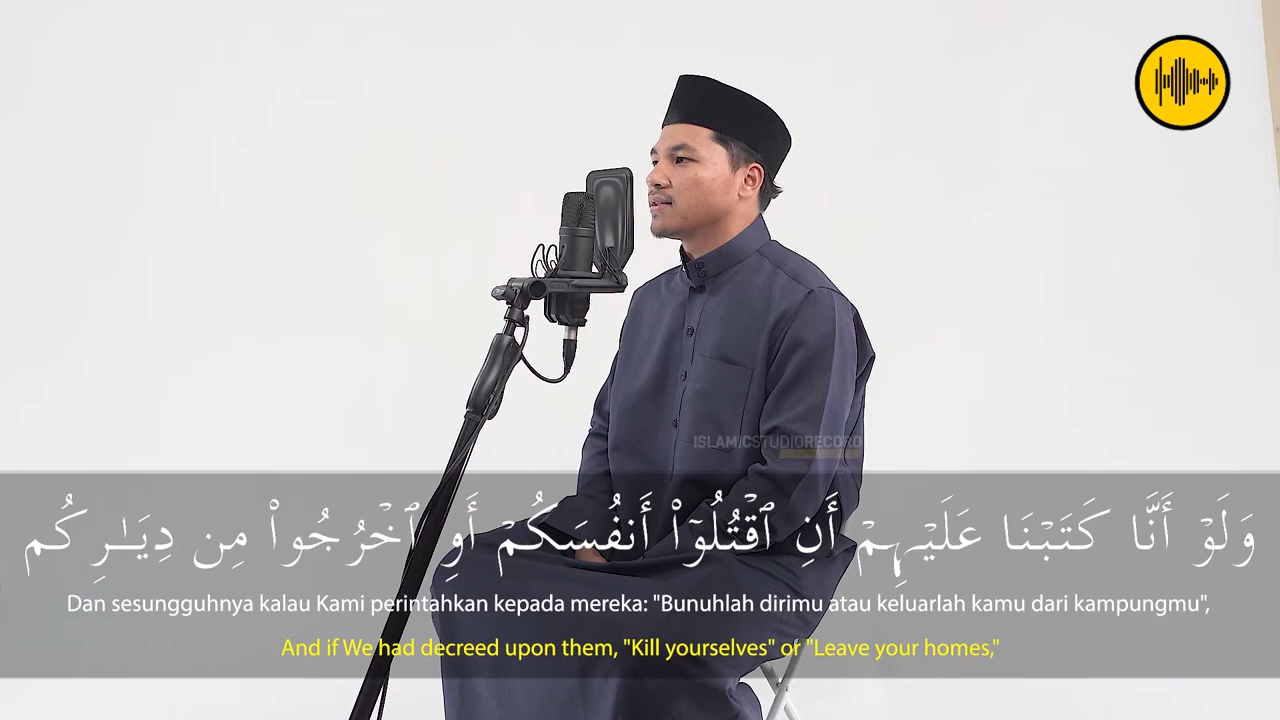 ISLAMICSTUDIORECORD
وَلَوْ أَنَّا كَتَبْنَا عَلَيْهِمْ أَنِ ٱقْتُلُوٓا۟ أَنفُسَكُمْ أَوِ ٱخْرُجُوا۟ مِن دِيَـٰرِكُم
Dan sesungguhnya kalau Kami perintahkan kepada mereka: "Bunuhlah dirimu atau keluarlah kamu dari kampungmu",
And if We had decreed upon them, "Kill yourselves" or "Leave your homes,"